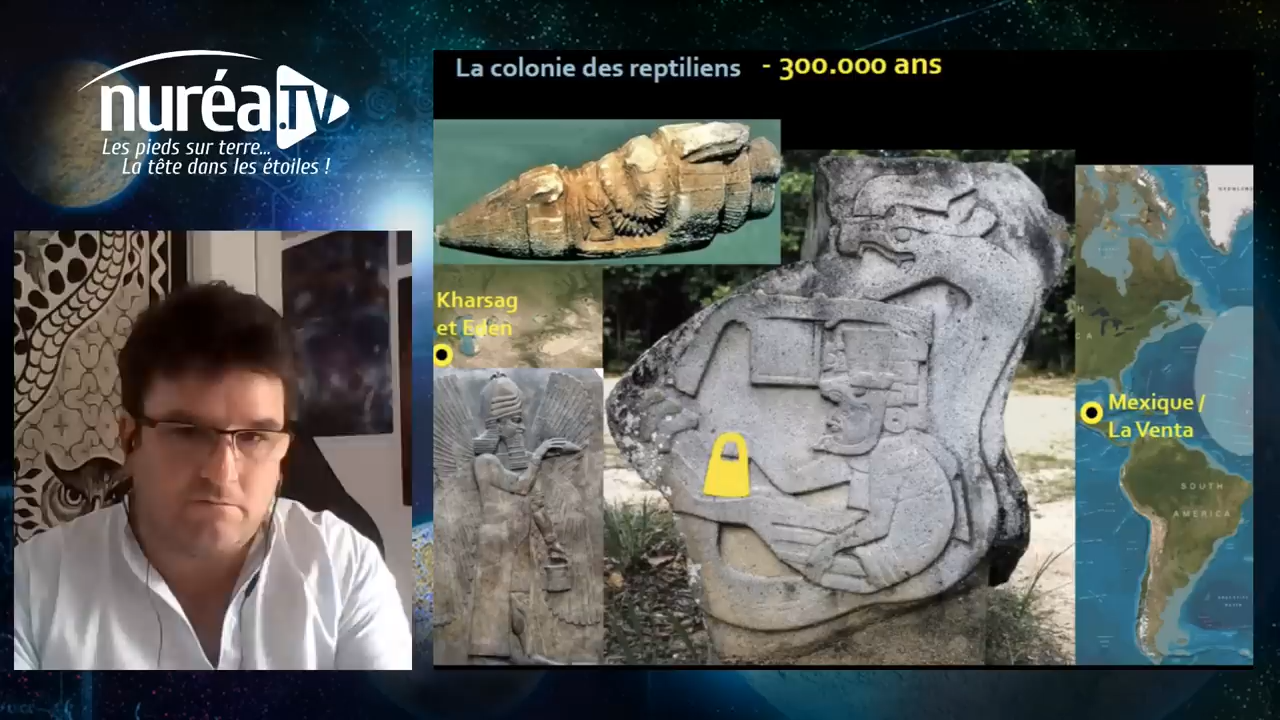 nuréa.TV
Les pieds sur terre...
La tête dans les étoiles !
La colonie des reptiliens - 300.000 ans
Kharsag
et Eden
Mexique /
La Venta
SOUTH
AMERICA